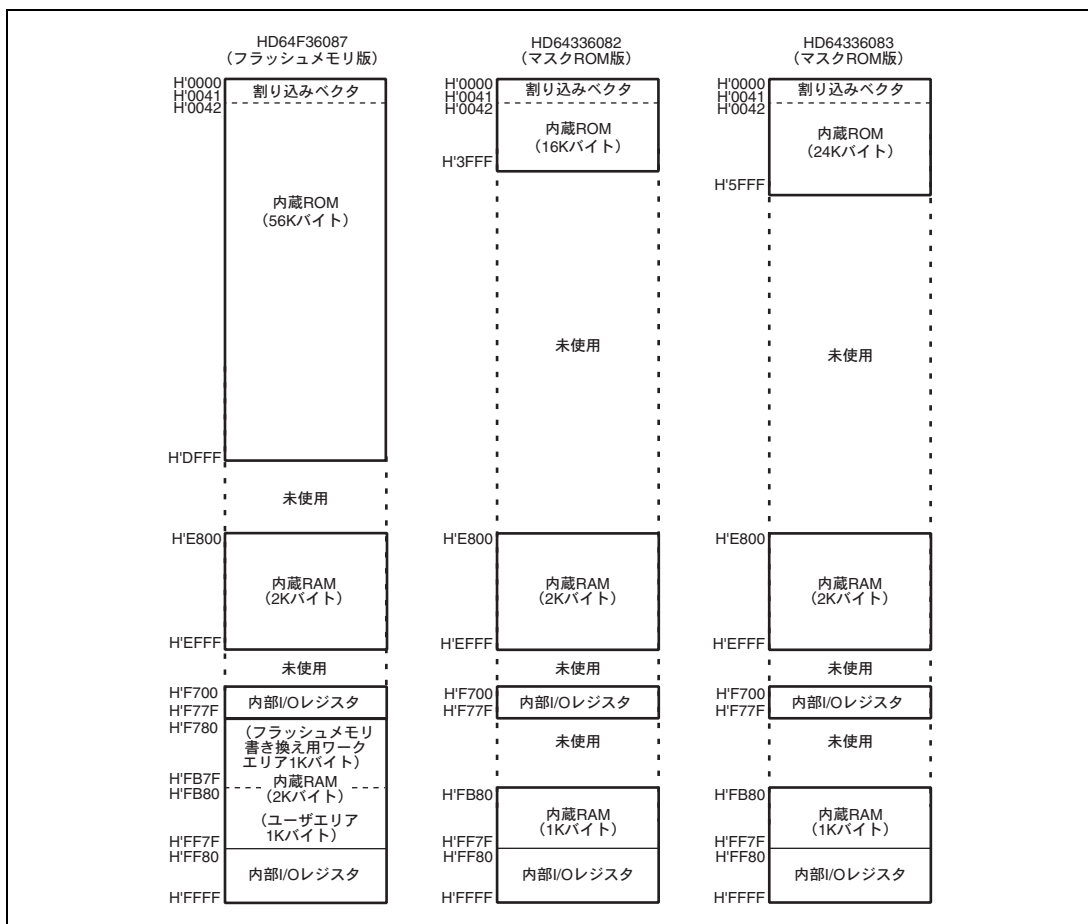 HD64F36087
（フラッシュメモリ版）
H'0000
割り込みベクタ
H'0041
H'0042
内蔵ROM
（56Kバイト）
H'DFFF
未使用
H'E800
内蔵RAM
（2Kバイト）
H'EFFF
未使用
H'F700
内部I/Oレジスタ
H'F77F
H'F780
（フラッシュメモリ
書き換え用ワーク
エリア1Kバイト）
H'FB7F
内蔵RAM
H'FB80
（2Kバイト）
（ユーザエリア
1Kバイト）
H'FF7F
H'FF80
内部I/Oレジスタ
H'FFFF
HD64336082
（マスクROM版）
H'0000
割り込みベクタ
H'0041
H'0042
内蔵ROM
（16Kバイト）
H'3FFF
未使用
H'E800
内蔵RAM
（2Kバイト）
H'EFFF
未使用
H'F700
内部I/Oレジスタ
H'F77F
未使用
H'FB80
内蔵RAM
（1Kバイト）
H'FF7F
H'FF80
内部I/Oレジスタ
H'FFFF
HD64336083
（マスクROM版）
H'0000
割り込みベクタ
H'0041
H'0042
内蔵ROM
（24Kバイト）
H'5FFF
未使用
H'E800
内蔵RAM
（2Kバイト）
H'EFFF
未使用
H'F700
内部I/Oレジスタ
H'F77F
未使用
H'FB80
内蔵RAM
（1Kバイト）
H'FF7F
H'FF80
内部I/Oレジスタ
H'FFFF